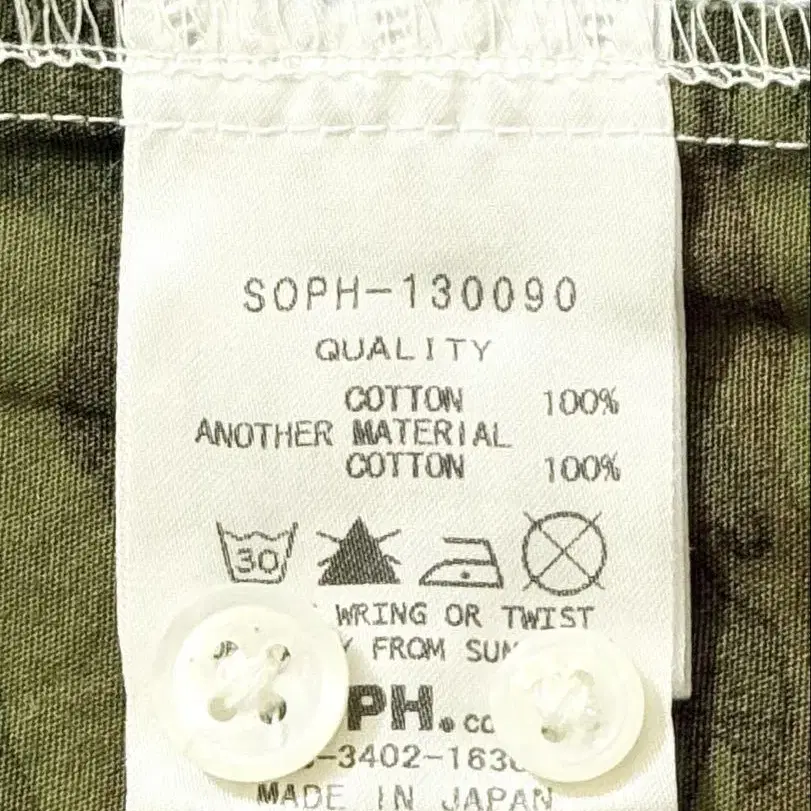 SOPH-130090
QUALITY
COTTON 100%
ANOTHER MATERIAL
COTTON 100%
30
WRING OR TWIST
FROM SUN
PH.
-3402-163
MADE IN JAPAN